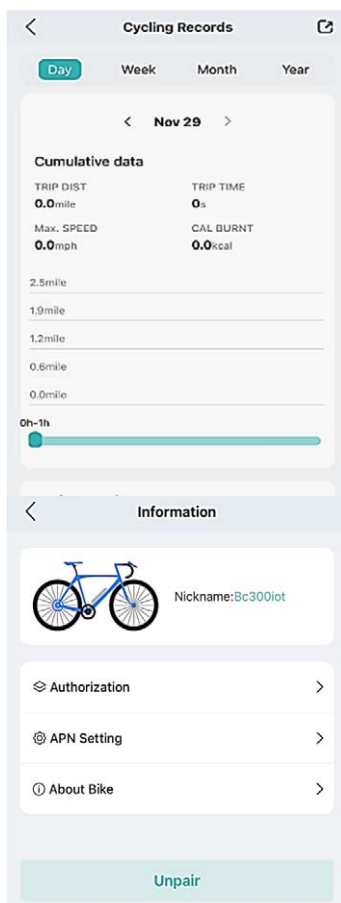 Cycling Records
Day Week Month Year
Nov 29
Cumulative data
TRIP DIST TRIP TIME
0.0mile 0s
Max. SPEED CAL BURNT
0.0mph 0.0kcal
2.5mile
1.9mile
1.2mile
0.6mile
0.0mile
0h-1h
Information
Nickname:Bc300iot
Authorization
APN Setting
About Bike
Unpair